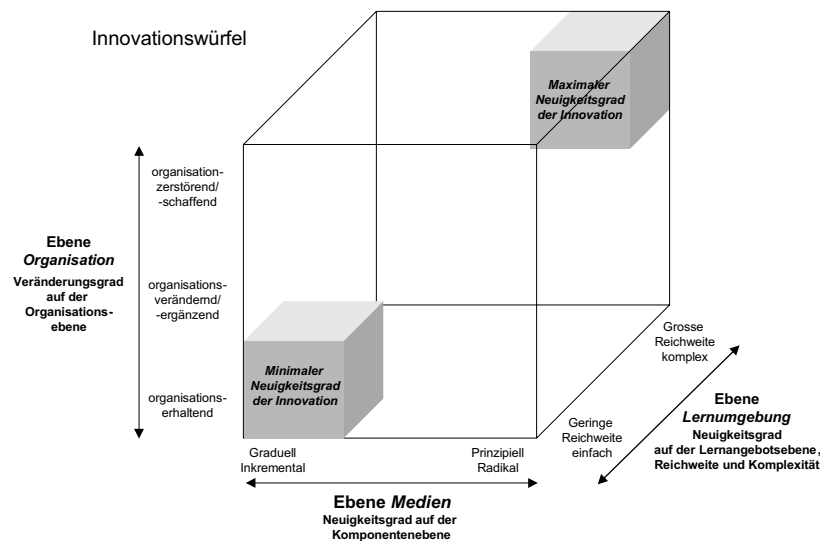 Innovationswürfel
Maximaler
Neuigkeitsgrad
der Innovation
organisation-
zerstörend/
-schaffend
Ebene
Organisation
Veränderungsgrad
auf der
Organisations-
ebene
organisations-
verändernd/
-ergänzend
organisations-
erhaltend
Minimaler
Neuigkeitsgrad
der Innovation
Grosse
Reichweite
komplex
Geringe
Reichweite
einfach
Ebene
Lernumgebung
Neuigkeitsgrad
auf der Lernangebotsebene,
Reichweite und Komplexität
Graduell
Inkremental
Prinzipiell
Radikal
Ebene Medien
Neuigkeitsgrad auf der
Komponentenebene